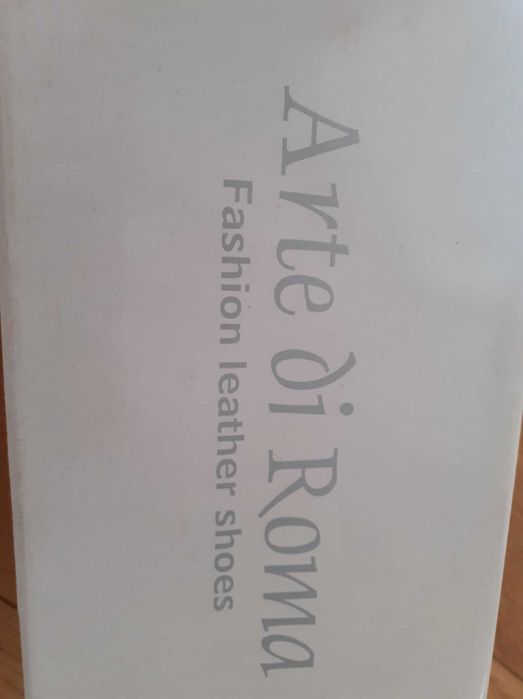 Arte di Roma
Fashion leather shoes